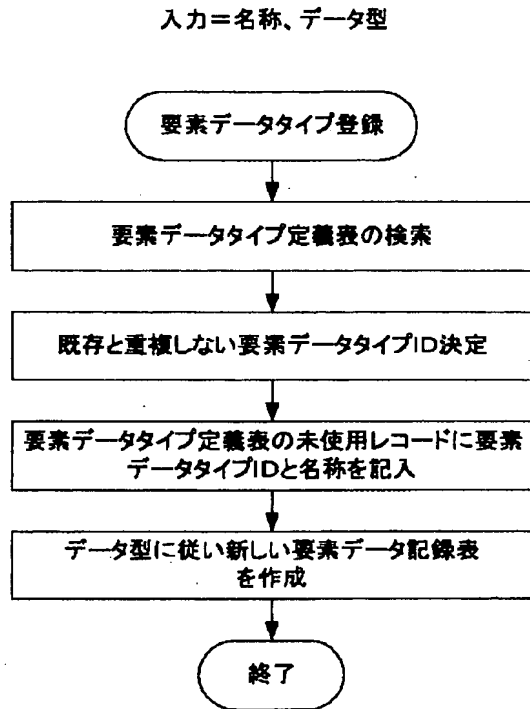 入力=名称、データ型
要素データタイプ登録
要素データタイプ定義表の検索
既存と重複しない要素データタイプID決定
要素データタイプ定義表の未使用レコードに要素
データタイプIDと名称を記入
データ型に従い新しい要素データ記録表
を作成
終了